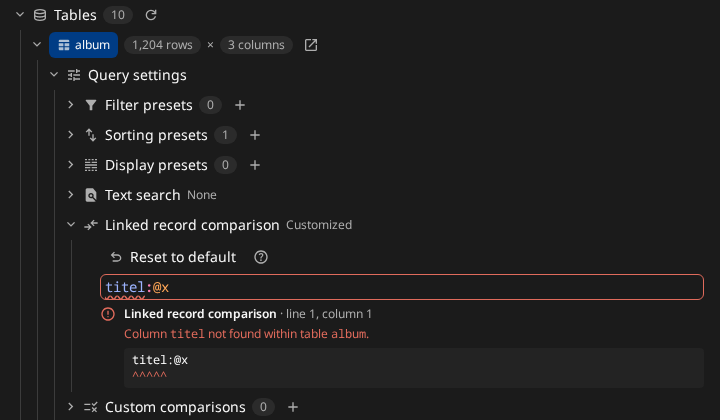 Tables 10
album 1,204 rows × 3 columns
Query settings
Filter presets 0 +
Sorting presets 1 +
Display presets 0 +
Text search None
Linked record comparison Customized
Reset to default
titel:@x
Linked record comparison · line 1, column 1
Column titel not found within table album.
titel:@x
^^^^^
Custom comparisons 0 +